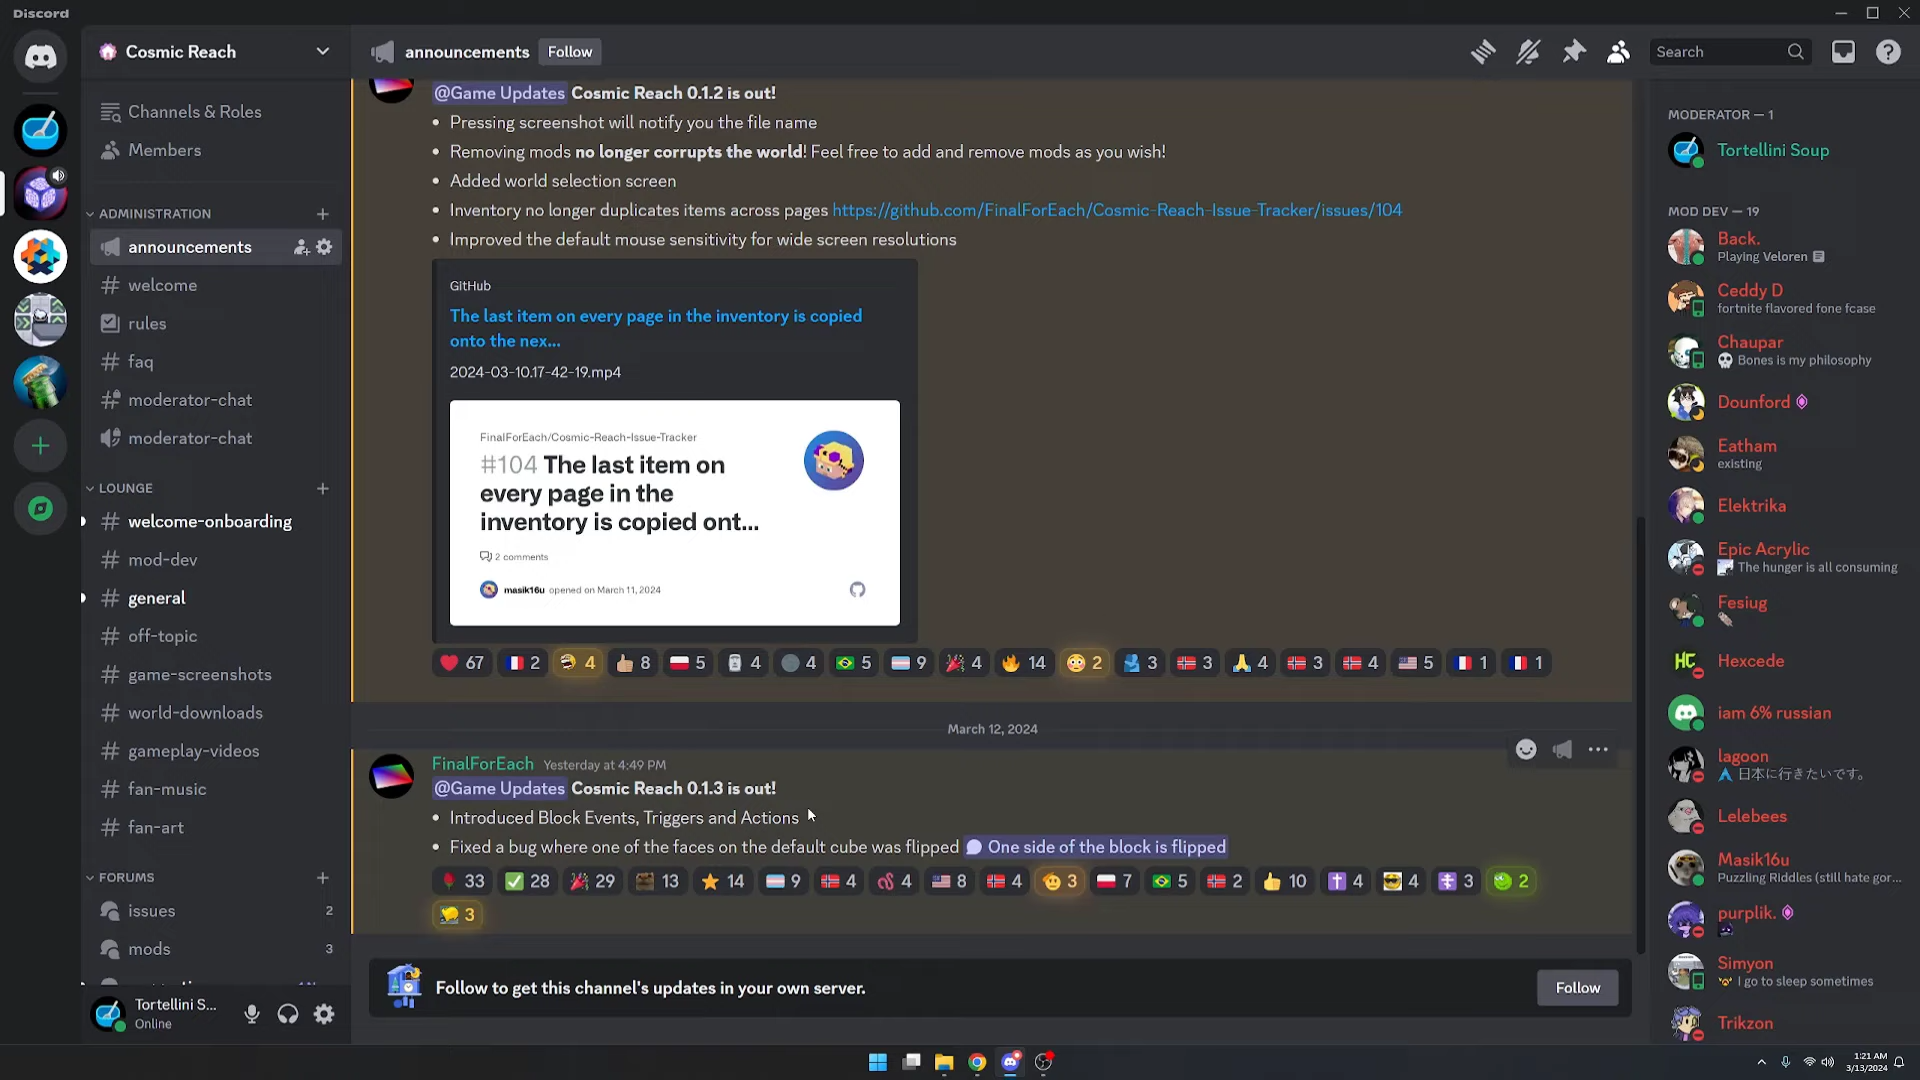 Discord
Cosmic Reach
Channels & Roles
Members
ADMINISTRATION
announcements
welcome
rules
faq
moderator-chat
moderator-chat
LOUNGE
welcome-onboarding
mod-dev
general
off-topic
game-screenshots
world-downloads
gameplay-videos
fan-music
fan-art
FORUMS
issues 2
mods 3
Tortellini S...
Online
announcements Follow
Search
@Game Updates Cosmic Reach 0.1.2 is out!
• Pressing screenshot will notify you the file name
• Removing mods no longer corrupts the world! Feel free to add and remove mods as you wish!
• Added world selection screen
• Inventory no longer duplicates items across pages https://github.com/FinalForEach/Cosmic-Reach-Issue-Tracker/issues/104
• Improved the default mouse sensitivity for wide screen resolutions
GitHub
The last item on every page in the inventory is copied
onto the nex...
2024-03-10.17-42-19.mp4
FinalForEach/Cosmic-Reach-Issue-Tracker
#104 The last item on
every page in the
inventory is copied ont...
2 comments
masik16u opened on March 11, 2024
67 2 4 8 5 4 4 5 9 4 14 2 3 3 4 3 4 5 1 1
March 12, 2024
FinalForEach Yesterday at 4:49 PM
@Game Updates Cosmic Reach 0.1.3 is out!
• Introduced Block Events, Triggers and Actions
• Fixed a bug where one of the faces on the default cube was flipped One side of the block is flipped
33 28 29 13 14 9 4 4 8 4 3 7 5 2 10 4 4 3 2
3
Follow to get this channel's updates in your own server.
Follow
MODERATOR — 1
Tortellini Soup
MOD DEV — 19
Back.
Playing Veloren
Ceddy D
fortnite flavored fone fcase
Chaupar
Bones is my philosophy
Dounford
Eatham
existing
Elektrika
Epic Acrylic
The hunger is all consuming
Fesiug
HC
Hexcede
iam 6% russian
lagoon
日本に行きたいです。
Lelebees
Masik16u
Puzzling Riddles (still hate gor...
purplik.
Simyon
I go to sleep sometimes
Trikzon
1:21 AM
3/13/2024